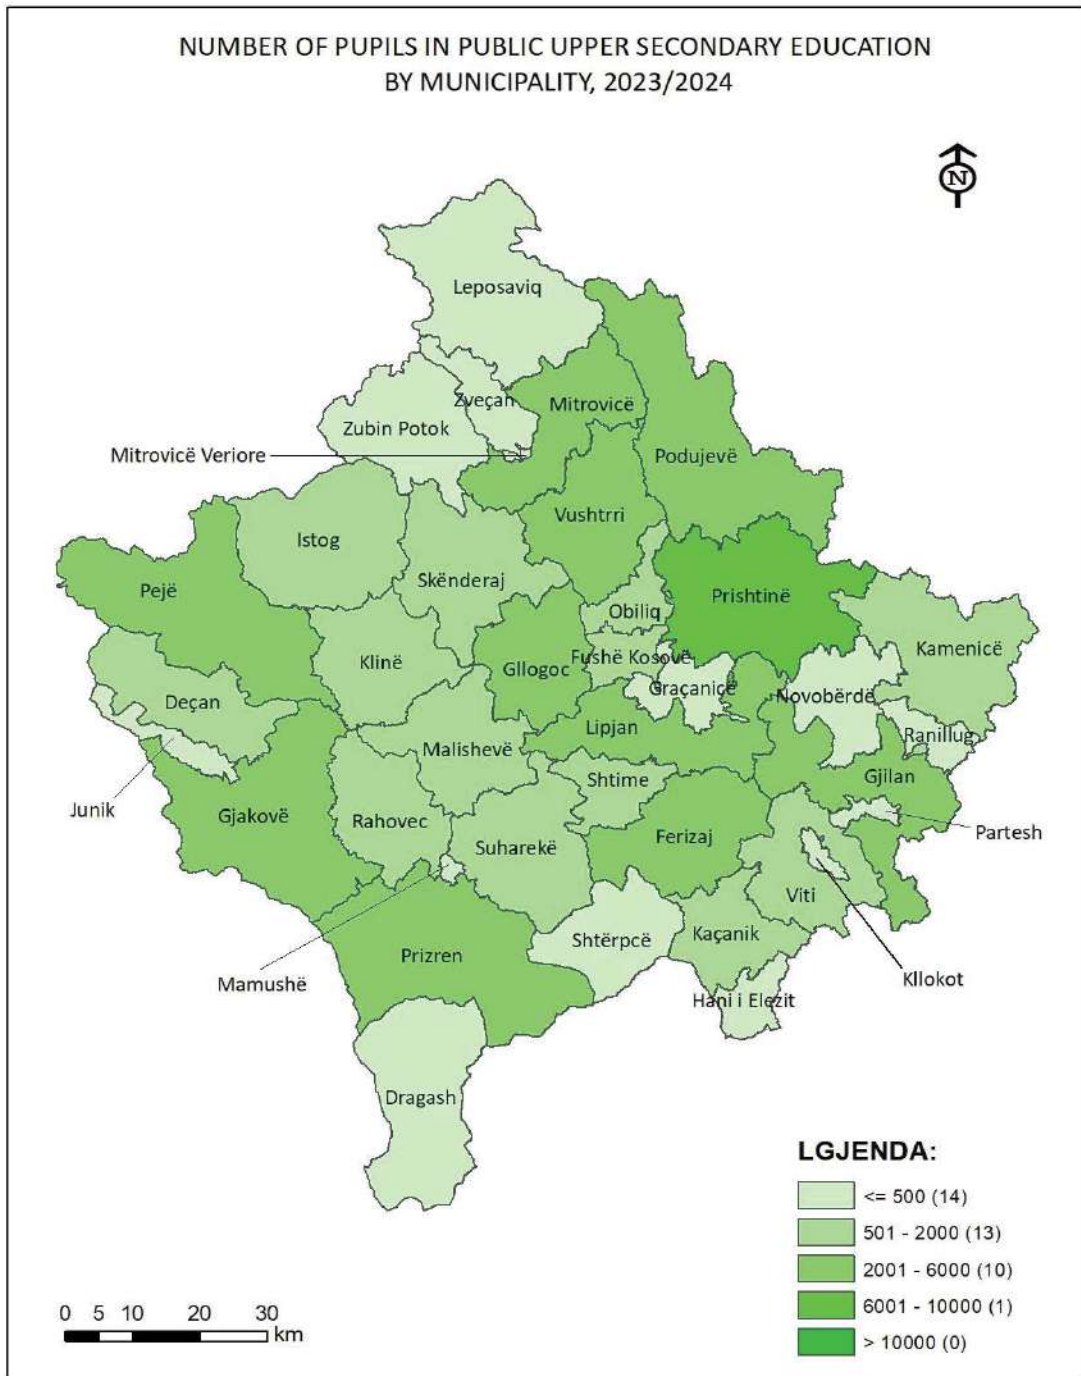 NUMBER OF PUPILS IN PUBLIC UPPER SECONDARY EDUCATION
BY MUNICIPALITY, 2023/2024
N
Leposaviq
Zveçan
Mitrovicë
Zubin Potok
Mitrovicë Veriore
Podujevë
Vushtrri
Istog
Skënderaj
Pejë
Prishtinë
Obiliq
Kamenicë
Fushë Kosovë
Klinë
Gllogoc
Graçanicë
Novobërdë
Deçan
Lipjan
Ranillug
Malishevë
Shtime
Gjilan
Junik
Gjakovë
Rahovec
Ferizaj
Partesh
Suharekë
Viti
Kaçanik
Shtërpcë
Prizren
Kllokot
Mamushë
Hani i Elezit
Dragash
LGJENDA:
<= 500 (14)
501 - 2000 (13)
2001 - 6000 (10)
6001 - 10000 (1)
> 10000 (0)
0 5 10 20 30
km